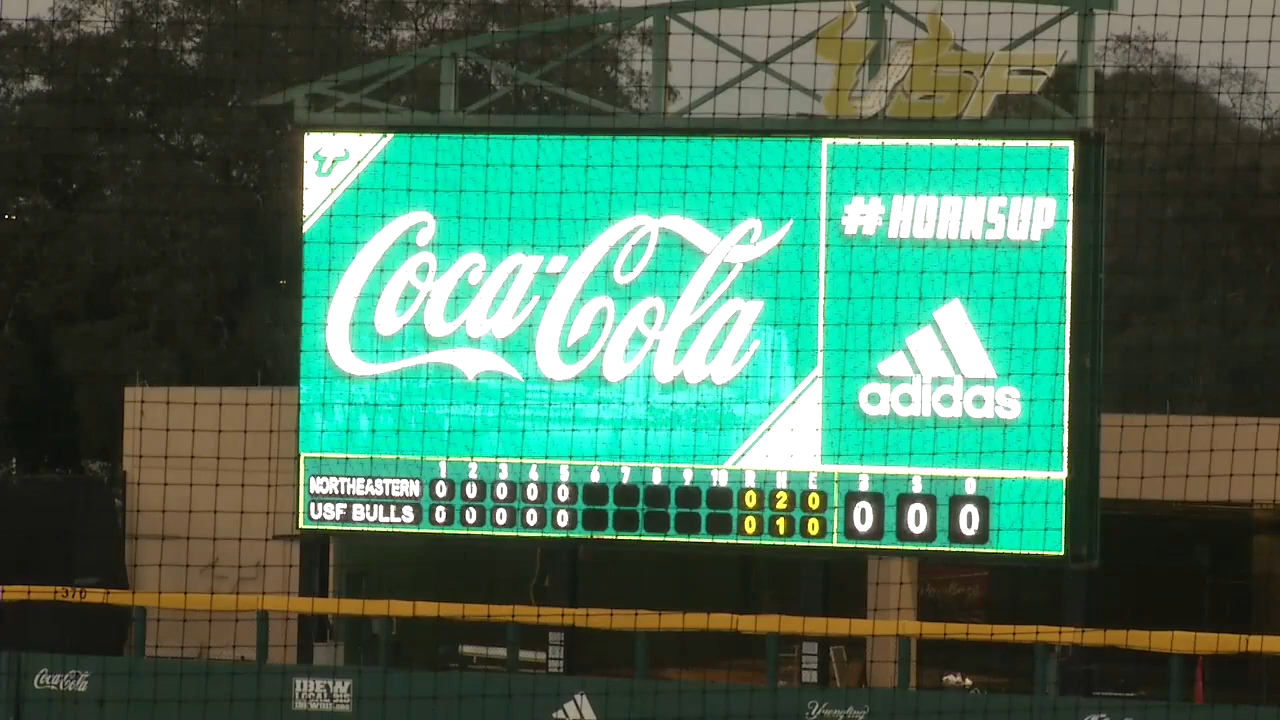 USF
#HORNSUP
Coca-Cola
adidas
1 2 3 4 5 6 7 8 9 10 R H E B S O
NORTHEASTERN 0 0 0 0 0 0 2 0 0 0 0
USF BULLS 0 0 0 0 0 0 1 0
370
Coca-Cola
IBEW
LOCAL 915
Yuengling